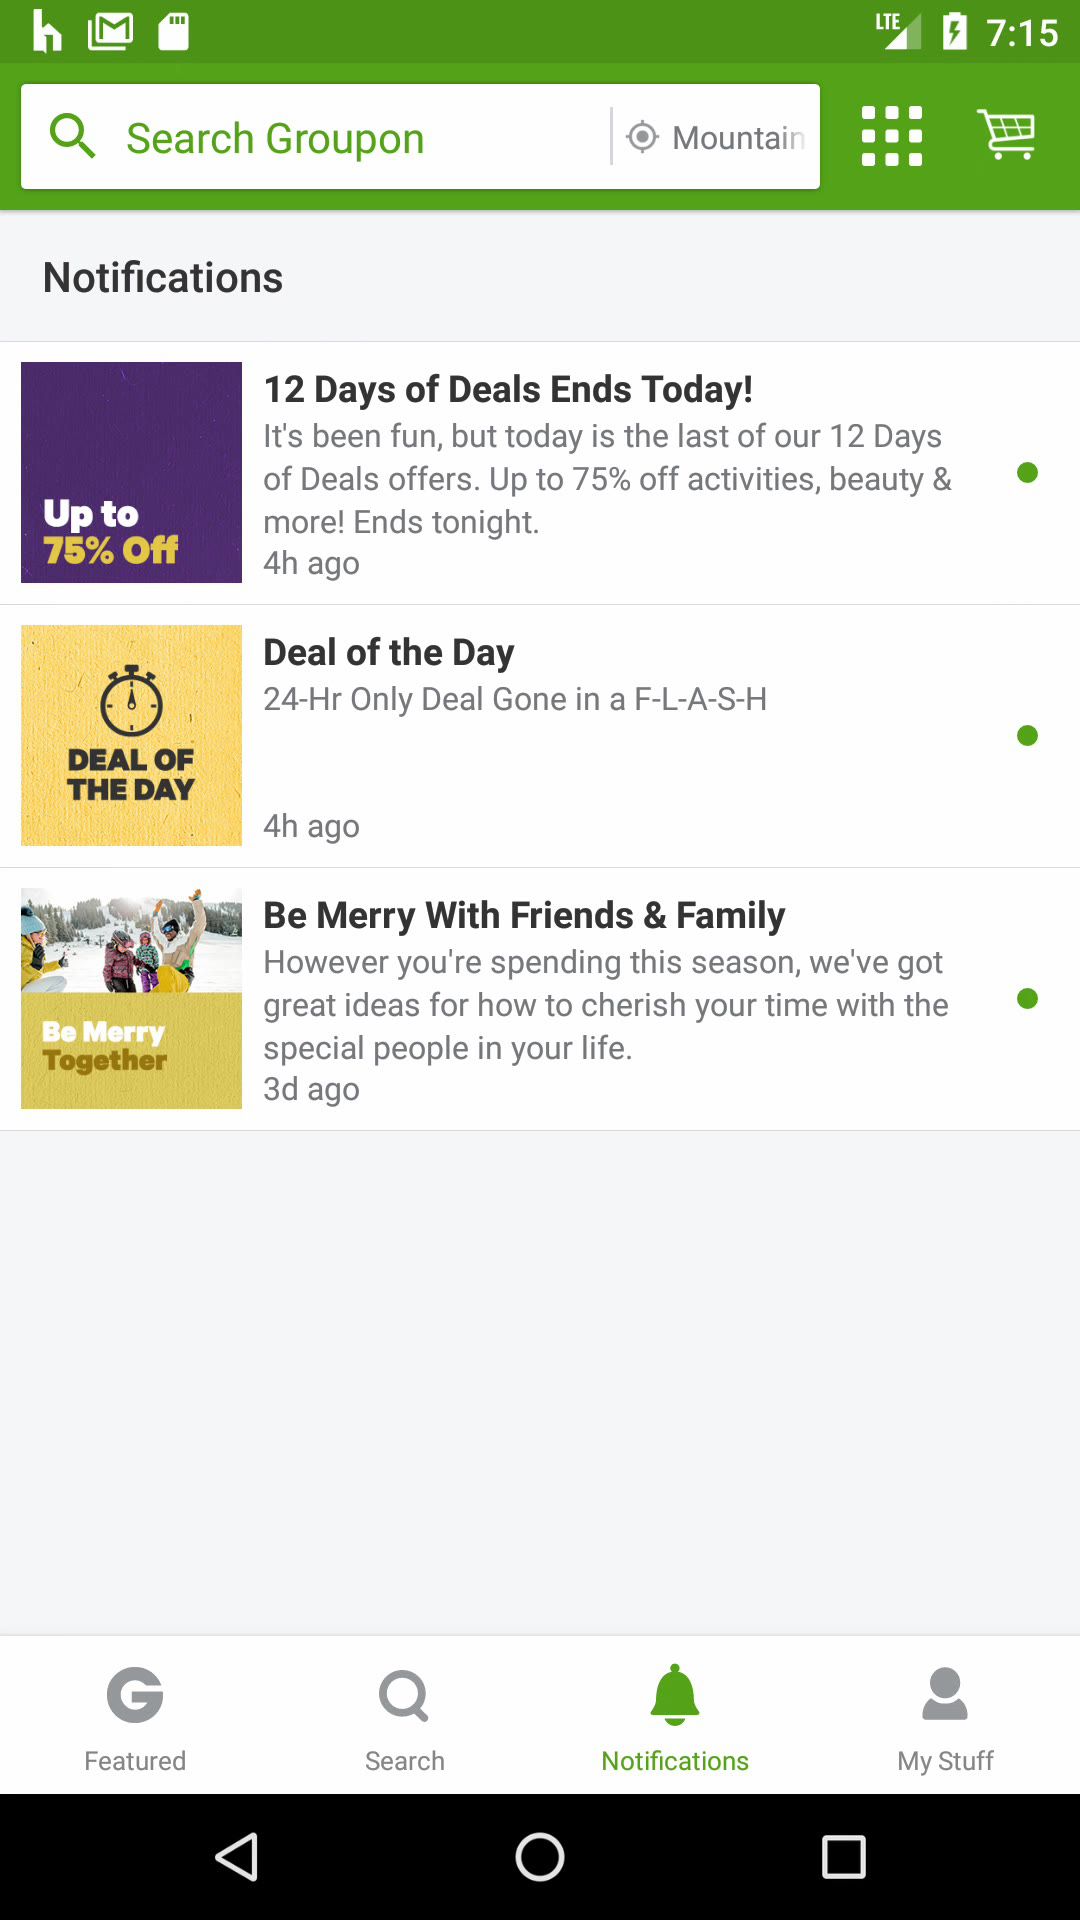 LTE 7:15
Search Groupon Mountain
Notifications
Up to
75% Off
12 Days of Deals Ends Today!
It's been fun, but today is the last of our 12 Days
of Deals offers. Up to 75% off activities, beauty &
more! Ends tonight.
4h ago
DEAL OF
THE DAY
Deal of the Day
24-Hr Only Deal Gone in a F-L-A-S-H
4h ago
Be Merry
Together
Be Merry With Friends & Family
However you're spending this season, we've got
great ideas for how to cherish your time with the
special people in your life.
3d ago
Featured Search Notifications My Stuff